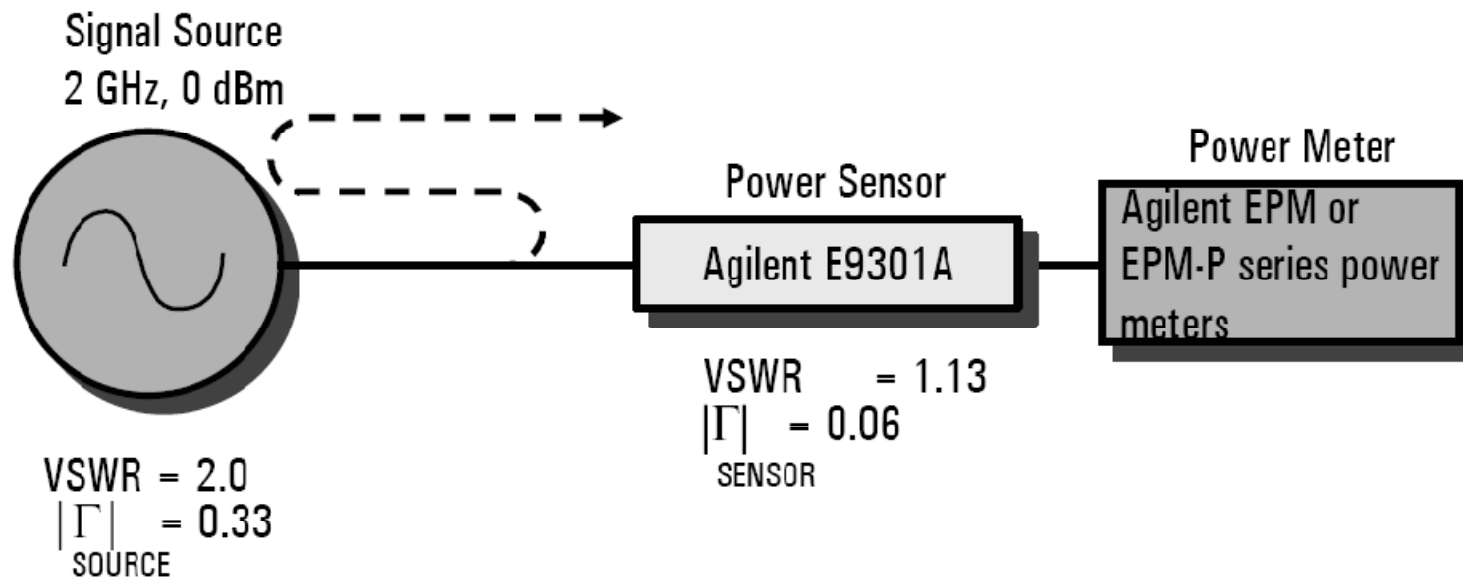 Signal Source
2 GHz, 0 dBm
Power Sensor
Agilent E9301A
VSWR = 1.13
|Γ| = 0.06
SENSOR
Power Meter
Agilent EPM or
EPM-P series power
meters
VSWR = 2.0
|Γ| = 0.33
SOURCE